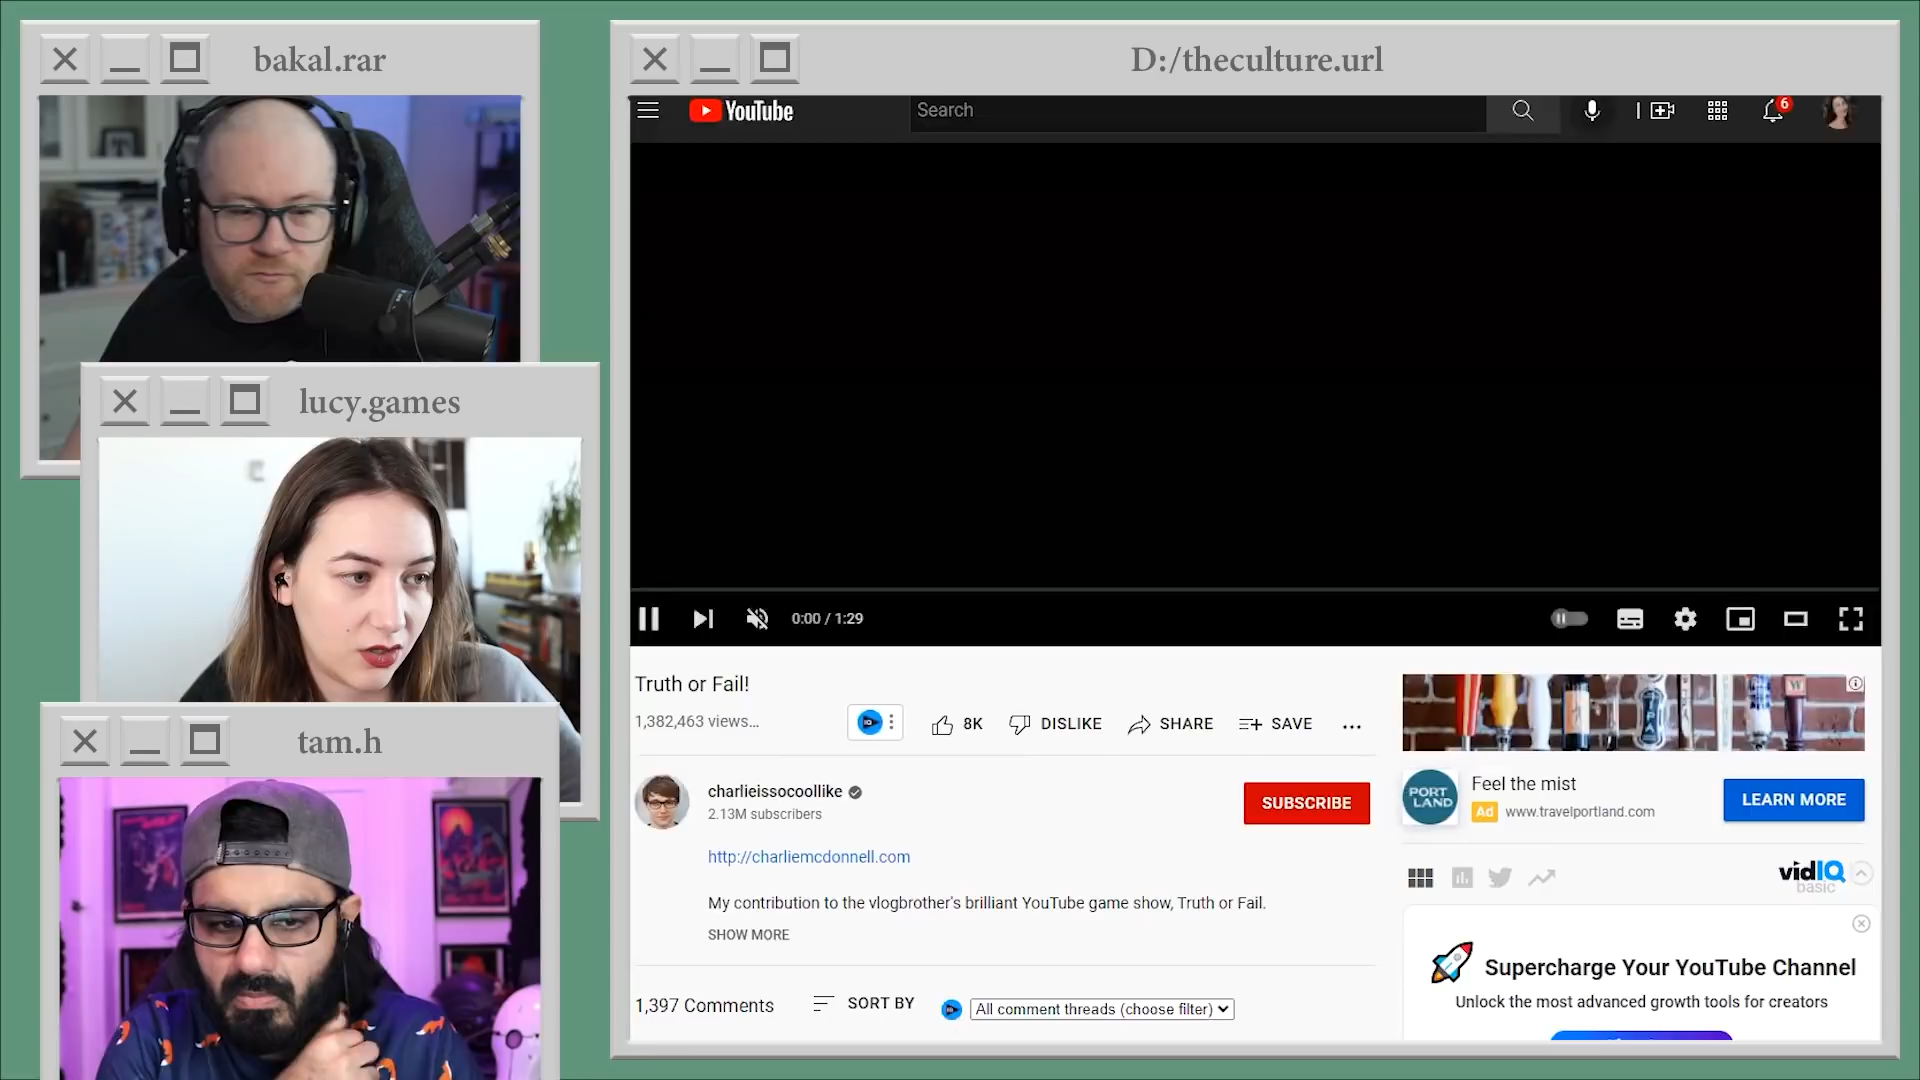 bakal.rar
lucy.games
tam.h
D:/theculture.url
YouTube
Search
6
0:00 / 1:29
Truth or Fail!
1,382,463 views...
8K
DISLIKE
SHARE
SAVE
charlieissocoollike
2.13M subscribers
SUBSCRIBE
http://charliemcdonnell.com
My contribution to the vlogbrother's brilliant YouTube game show, Truth or Fail.
SHOW MORE
1,397 Comments
SORT BY
All comment threads (choose filter)
PORT
LAND
Feel the mist
Ad www.travelportland.com
LEARN MORE
vidIQ
basic
Supercharge Your YouTube Channel
Unlock the most advanced growth tools for creators